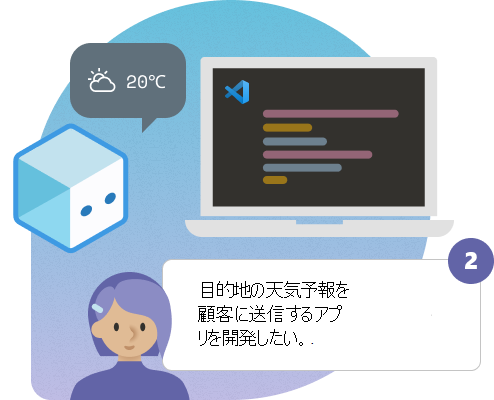 20℃
2
目的地の天気予報を
顧客に送信するアプ
リを開発したい。.